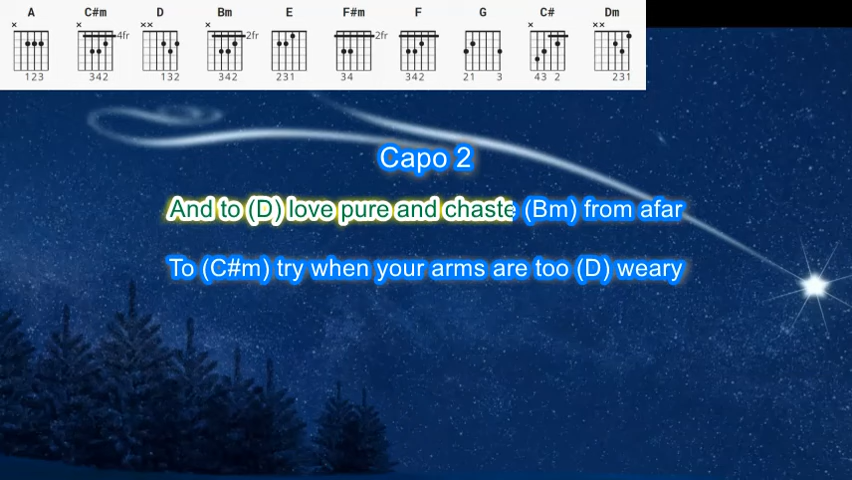 A C#m D Bm E F#m F G C# Dm
× × ×× × × ××
4fr 2fr 2fr
123 342 132 342 231 34 342 21 3 43 2 231
Capo 2
And to (D) love pure and chaste (Bm) from afar
To (C#m) try when your arms are too (D) weary